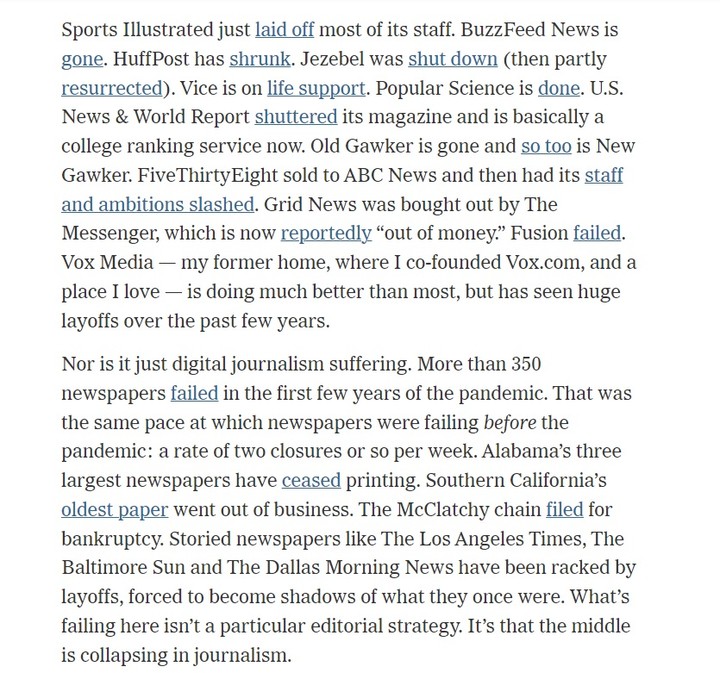 Sports Illustrated just laid off most of its staff. BuzzFeed News is
gone. HuffPost has shrunk. Jezebel was shut down (then partly
resurrected). Vice is on life support. Popular Science is done. U.S.
News & World Report shuttered its magazine and is basically a
college ranking service now. Old Gawker is gone and so too is New
Gawker. FiveThirtyEight sold to ABC News and then had its staff
and ambitions slashed. Grid News was bought out by The
Messenger, which is now reportedly “out of money.” Fusion failed.
Vox Media — my former home, where I co-founded Vox.com, and a
place I love — is doing much better than most, but has seen huge
layoffs over the past few years.
Nor is it just digital journalism suffering. More than 350
newspapers failed in the first few years of the pandemic. That was
the same pace at which newspapers were failing before the
pandemic: a rate of two closures or so per week. Alabama’s three
largest newspapers have ceased printing. Southern California’s
oldest paper went out of business. The McClatchy chain filed for
bankruptcy. Storied newspapers like The Los Angeles Times, The
Baltimore Sun and The Dallas Morning News have been racked by
layoffs, forced to become shadows of what they once were. What’s
failing here isn’t a particular editorial strategy. It’s that the middle
is collapsing in journalism.